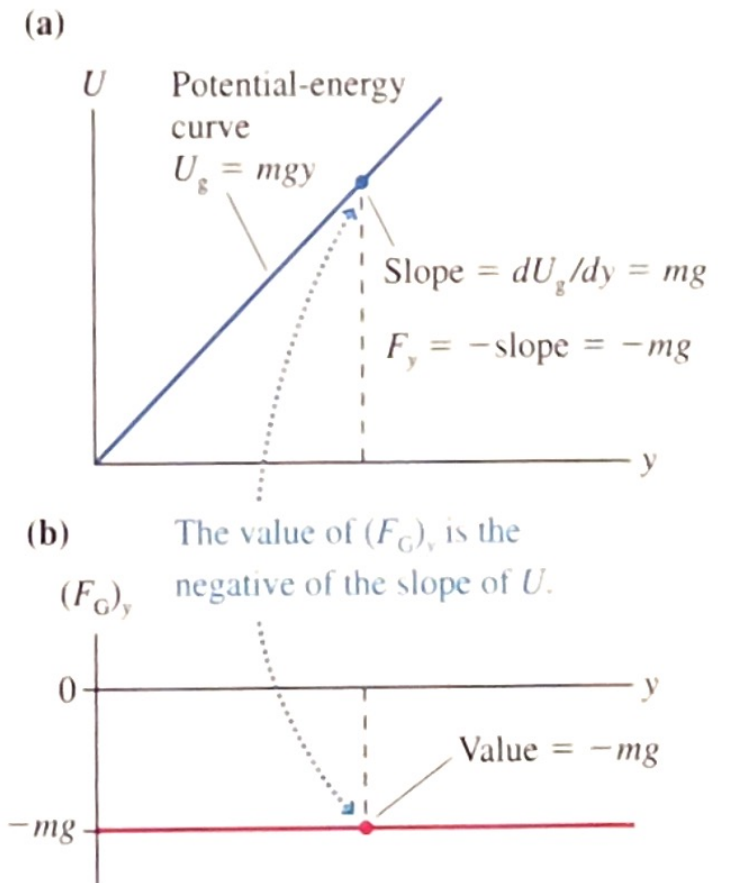 (a)
U
Potential-energy
curve
U_g = mgy
Slope = dU_g/dy = mg
F_y = −slope = −mg
y
(b)
The value of (F_G)_y is the
negative of the slope of U.
(F_G)_y
0
y
Value = −mg
−mg